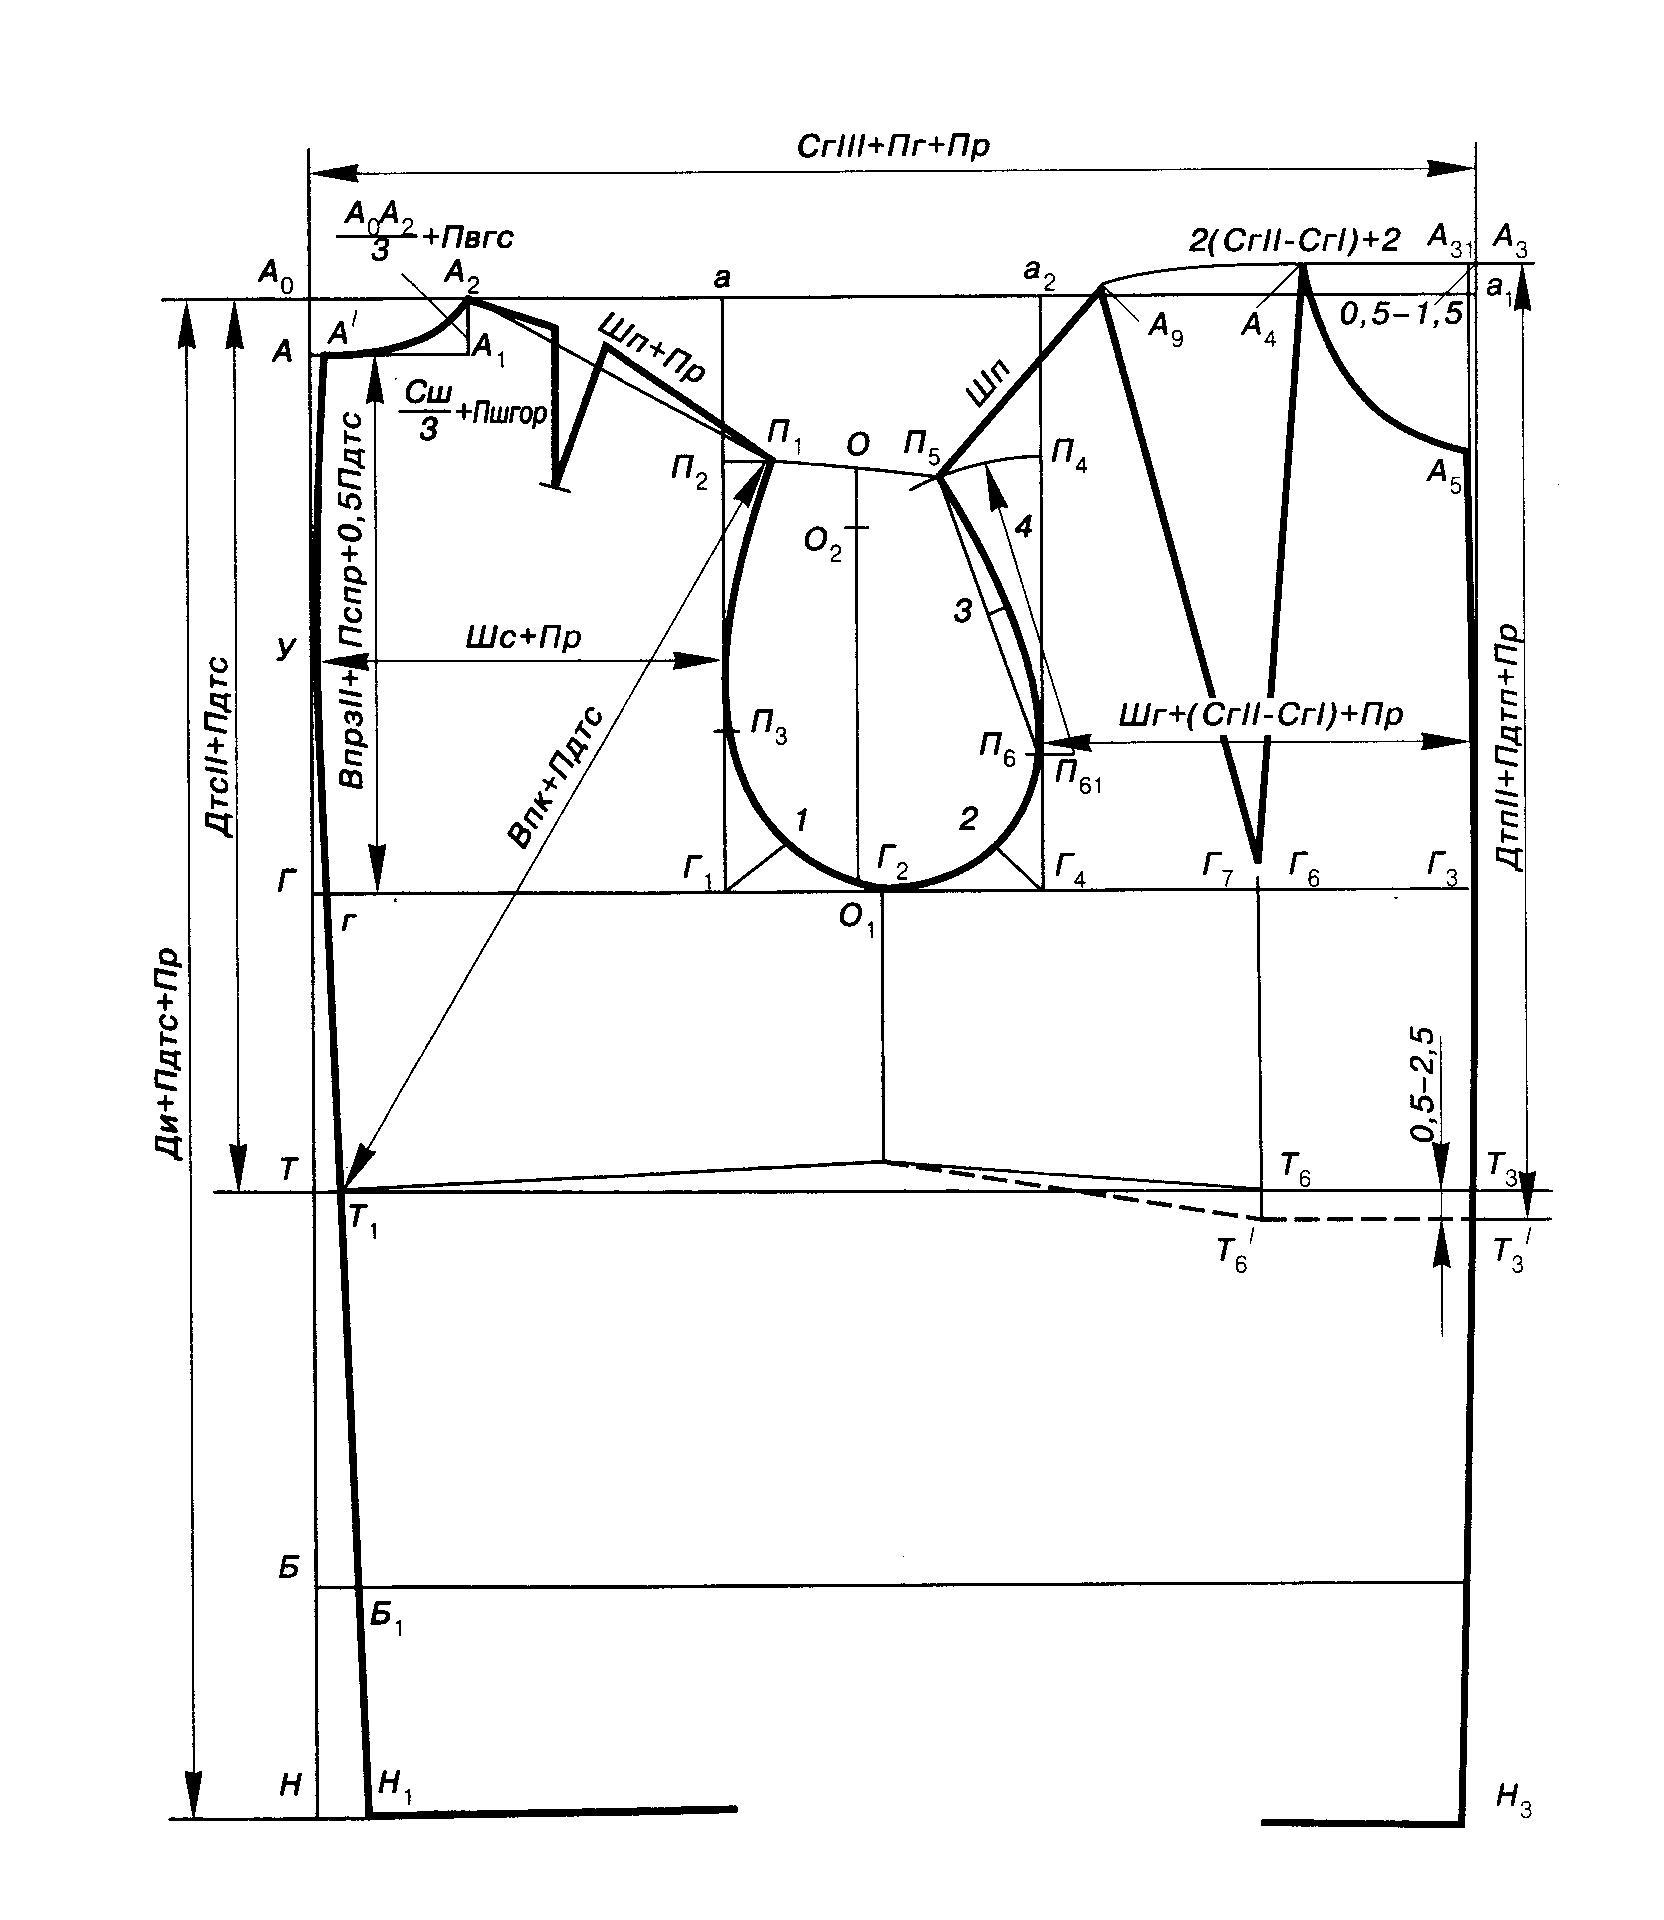 СгIII+Пг+Пр
А₀А₂
3
+Пвгс
2(СгII-СгI)+2
А₃₁
А₃
А₀
А₂
а
а₂
а₁
А′
А₁
А₉
А₄
0,5–1,5
А
Шп+Пр
Шп
Сш
3
+Пшгор
П₁
О
П₅
П₄
П₂
А₅
О₂
4
3
У
Шс+Пр
ВпрзII+Пспр+0,5Пдтс
ДтсII+Пдтс
Впк+Пдтс
П₃
П₆
П₆₁
Шг+(СгII-СгI)+Пр
ДтпII+Пдтп+Пр
1
2
Г
Г₁
Г₂
Г₄
Г₇
Г₆
Г₃
г
О₁
Ди+Пдтс+Пр
0,5–2,5
Т
Т₆
Т₃
Т₁
Т₆′
Т₃′
Б
Б₁
Н
Н₁
Н₃